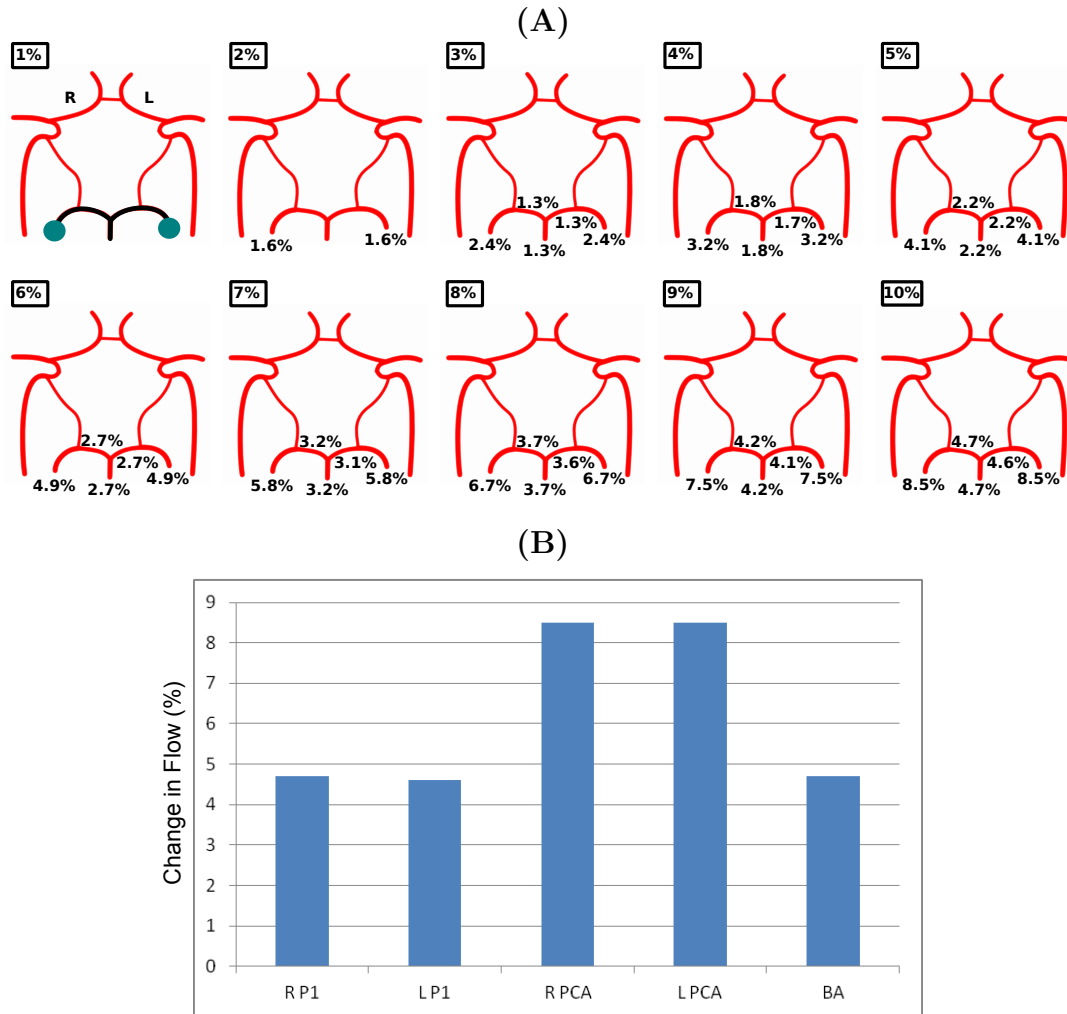 (A)
1% 2% 3% 4% 5%
R L
1.3% 1.8% 2.2%
1.3% 1.7% 2.2%
1.6% 1.6% 2.4% 2.4% 3.2% 3.2% 4.1% 4.1%
1.3% 1.8% 2.2%
6% 7% 8% 9% 10%
2.7% 3.2% 3.7% 4.2% 4.7%
2.7% 3.1% 3.6% 4.1% 4.6%
4.9% 4.9% 5.8% 5.8% 6.7% 6.7% 7.5% 7.5% 8.5% 8.5%
2.7% 3.2% 3.7% 4.2% 4.7%
(B)
Change in Flow (%)
9
8
7
6
5
4
3
2
1
0
R P1 L P1 R PCA L PCA BA